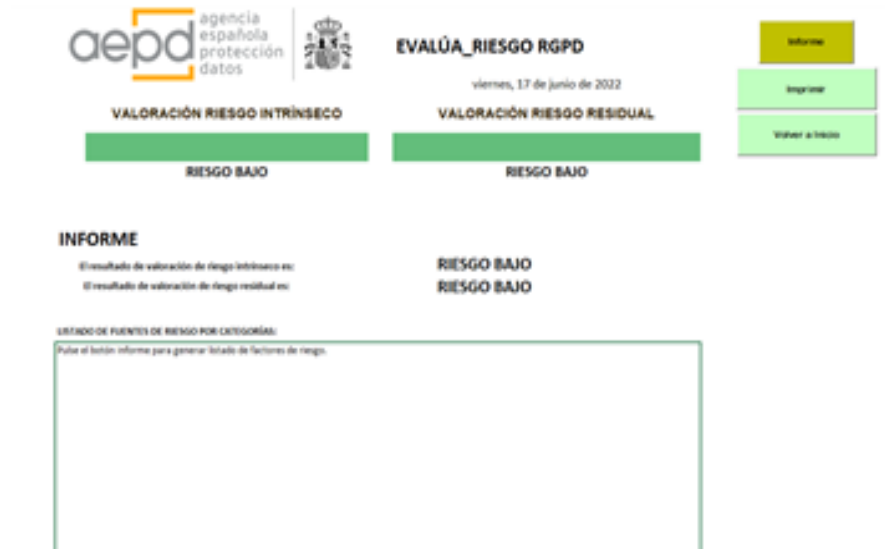 aepd agencia española protección datos
EVALÚA_RIESGO RGPD
viernes, 17 de junio de 2022
Informe
Imprimir
Volver a Inicio
VALORACIÓN RIESGO INTRÍNSECO
VALORACIÓN RIESGO RESIDUAL
RIESGO BAJO
RIESGO BAJO
INFORME
El resultado de valoración de riesgo intrínseco es: RIESGO BAJO
El resultado de valoración de riesgo residual es: RIESGO BAJO
LISTADO DE FUENTES DE RIESGO POR CATEGORÍAS:
Pulse el botón informe para generar listado de factores de riesgo.